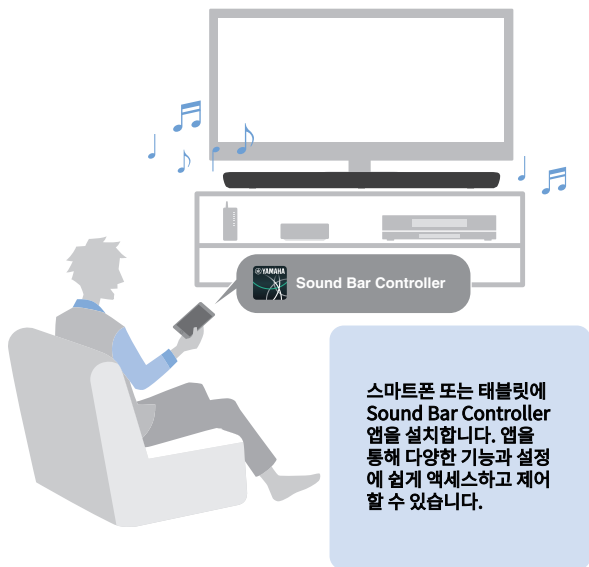 YAMAHA
Sound Bar Controller
스마트폰 또는 태블릿에
Sound Bar Controller
앱을 설치합니다. 앱을
통해 다양한 기능과 설정
에 쉽게 액세스하고 제어
할 수 있습니다.